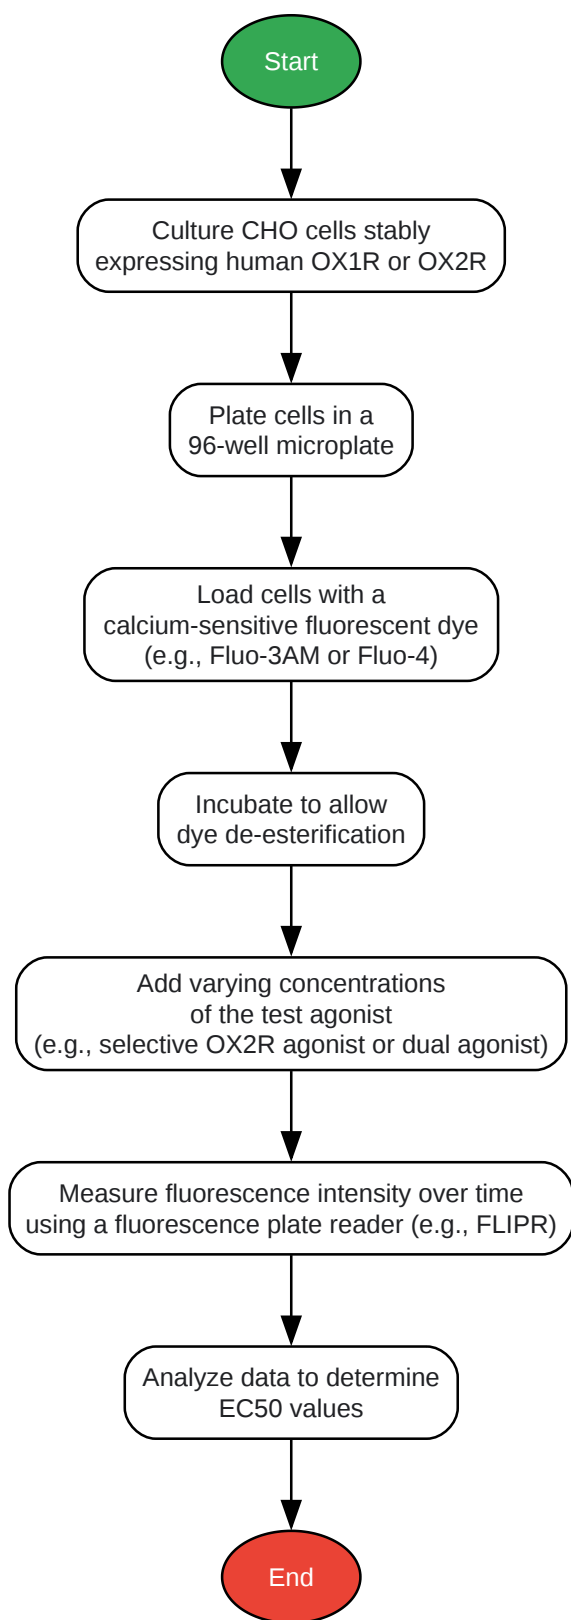 Start
Culture CHO cells stably
expressing human OX1R or OX2R
Plate cells in a
96-well microplate
Load cells with a
calcium-sensitive fluorescent dye
(e.g., Fluo-3AM or Fluo-4)
Incubate to allow
dye de-esterification
Add varying concentrations
of the test agonist
(e.g., selective OX2R agonist or dual agonist)
Measure fluorescence intensity over time
using a fluorescence plate reader (e.g., FLIPR)
Analyze data to determine
EC50 values
End